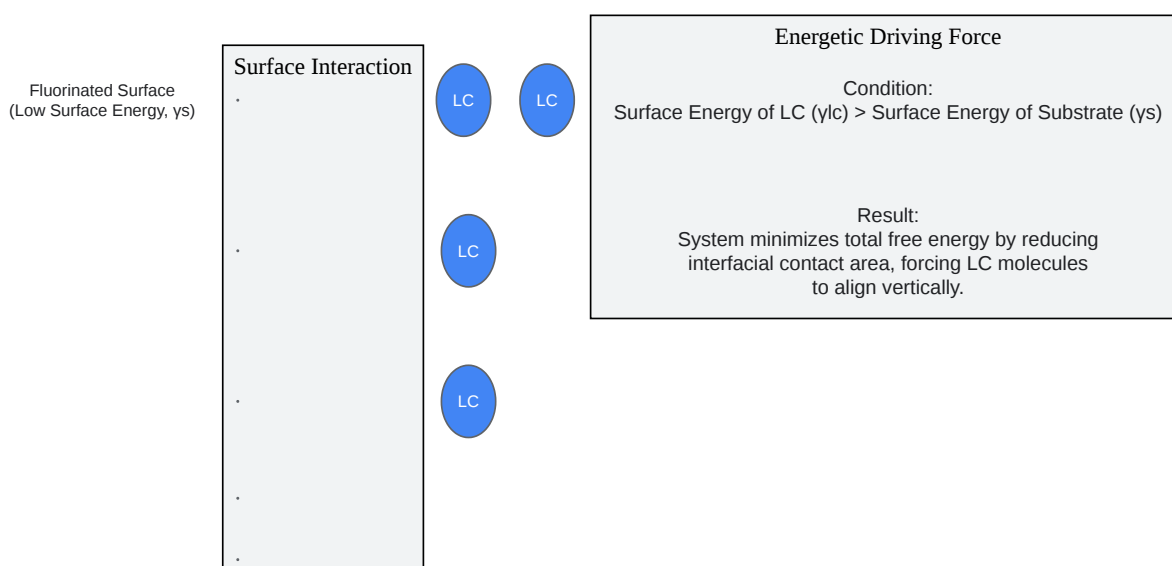 Fluorinated Surface
(Low Surface Energy, γs)
Surface Interaction
LC
LC
LC
LC
Energetic Driving Force
Condition:
Surface Energy of LC (γlc) > Surface Energy of Substrate (γs)
Result:
System minimizes total free energy by reducing
interfacial contact area, forcing LC molecules
to align vertically.